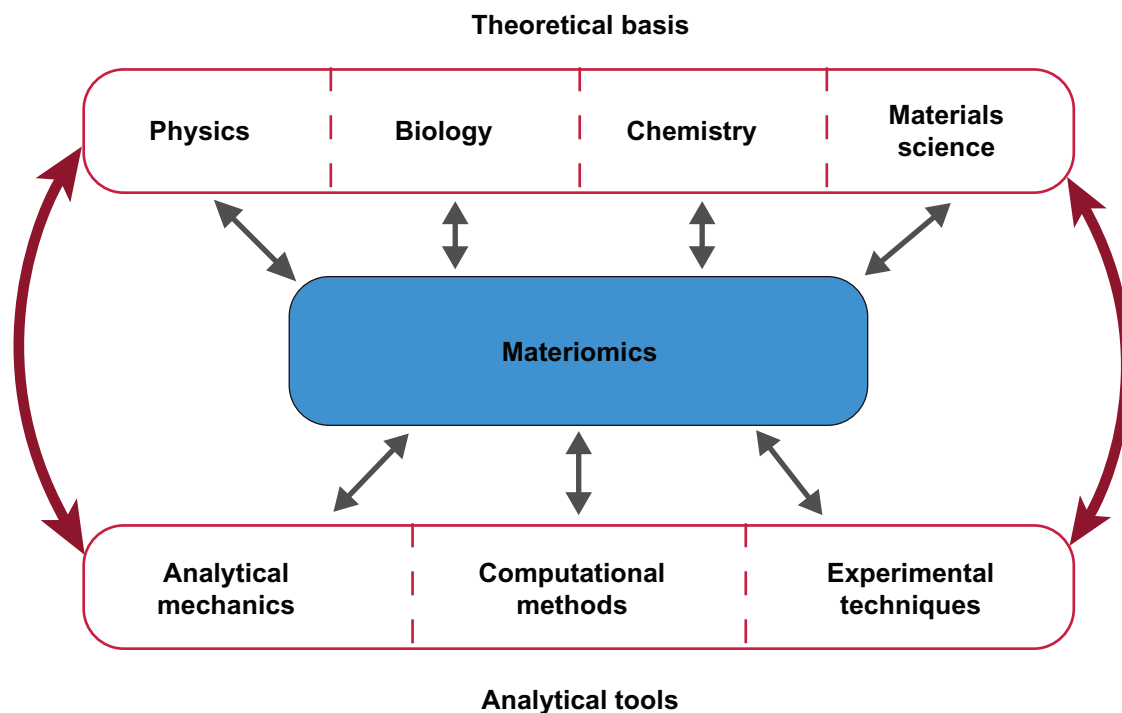 Theoretical basis
Physics
Biology
Chemistry
Materials
science
Materiomics
Analytical
mechanics
Computational
methods
Experimental
techniques
Analytical tools